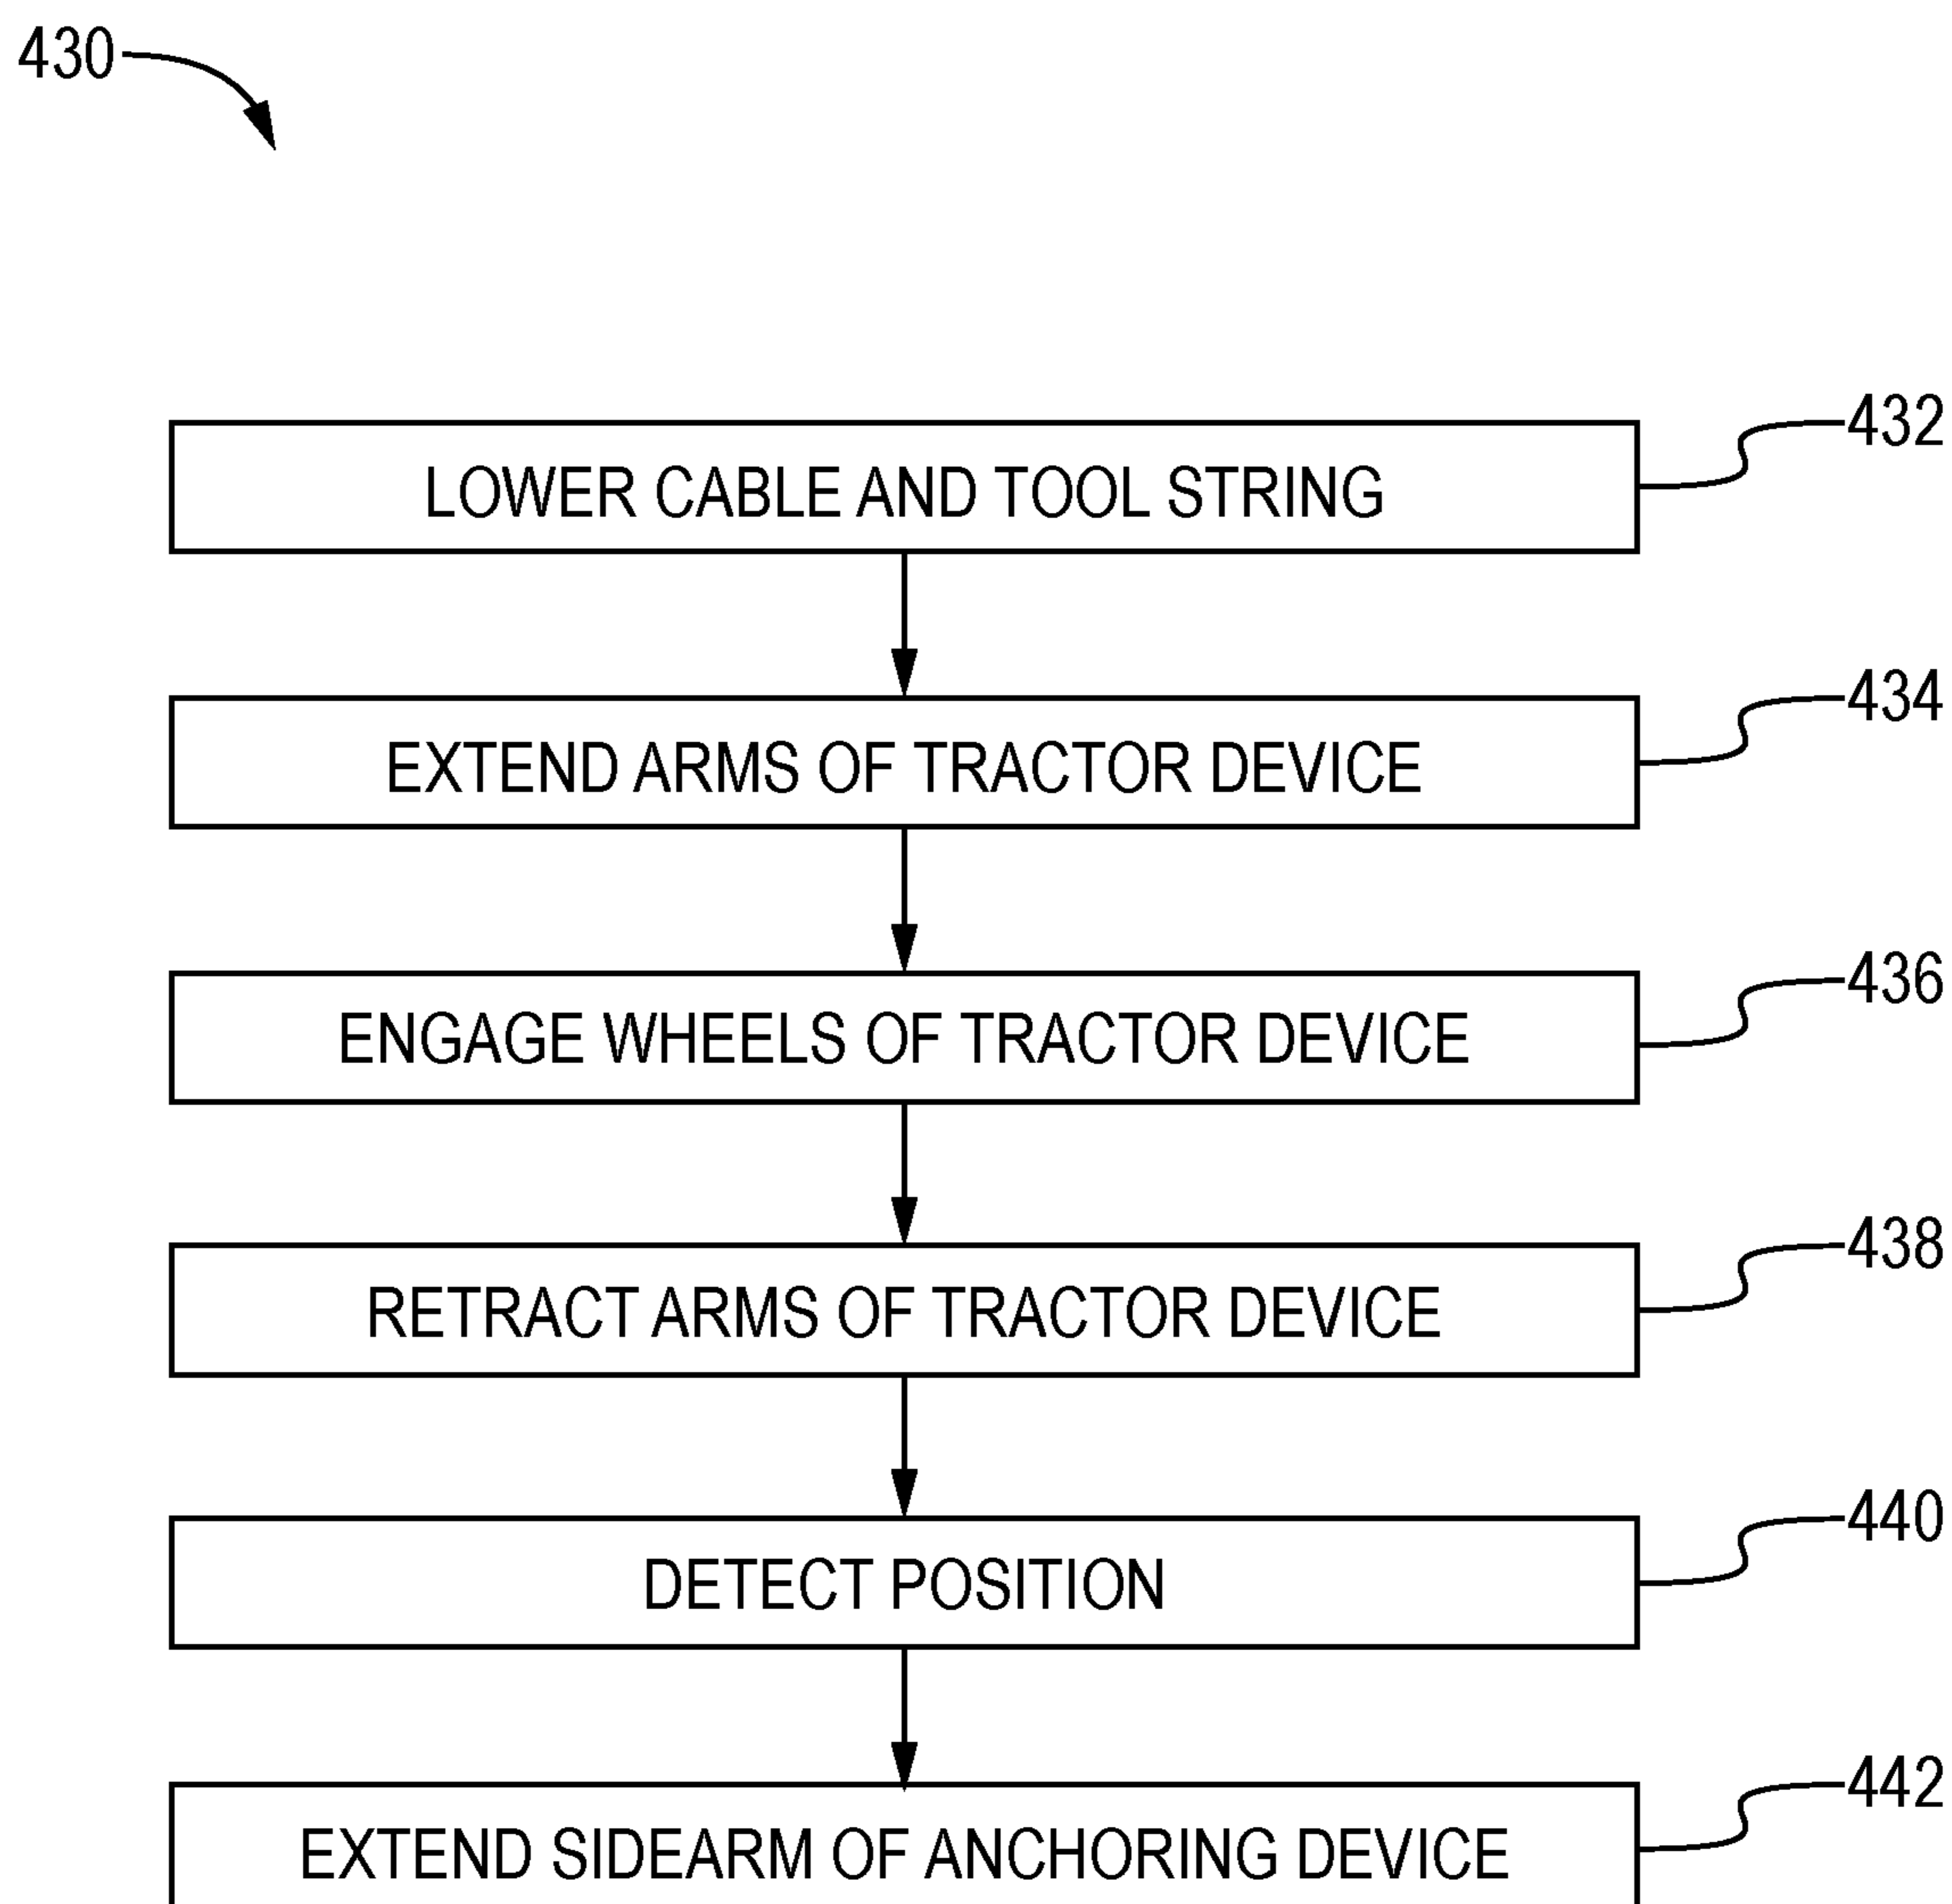 430
LOWER CABLE AND TOOL STRING
432
EXTEND ARMS OF TRACTOR DEVICE
434
ENGAGE WHEELS OF TRACTOR DEVICE
436
RETRACT ARMS OF TRACTOR DEVICE
438
DETECT POSITION
440
EXTEND SIDEARM OF ANCHORING DEVICE
442